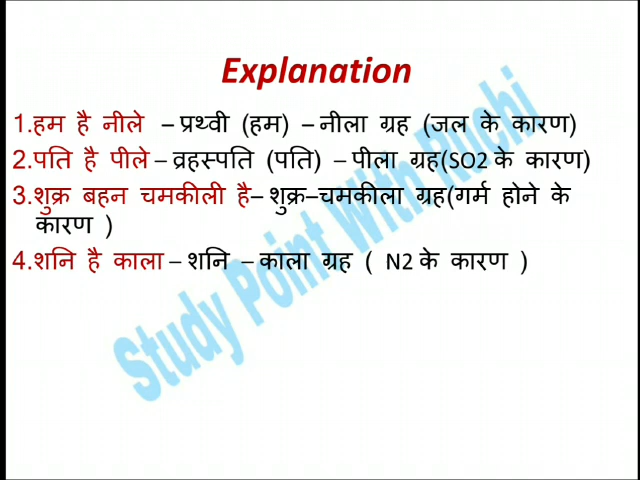 Explanation
1.हम है नीले – प्रथ्वी (हम) – नीला ग्रह (जल के कारण)
2.पति है पीले – व्रहस्पति (पति) – पीला ग्रह(SO2 के कारण)
3.शुक्र बहन चमकीली है– शुक्र–चमकीला ग्रह(गर्म होने के
कारण )
4.शनि है काला – शनि – काला ग्रह ( N2 के कारण )
Study Point With Ruchi